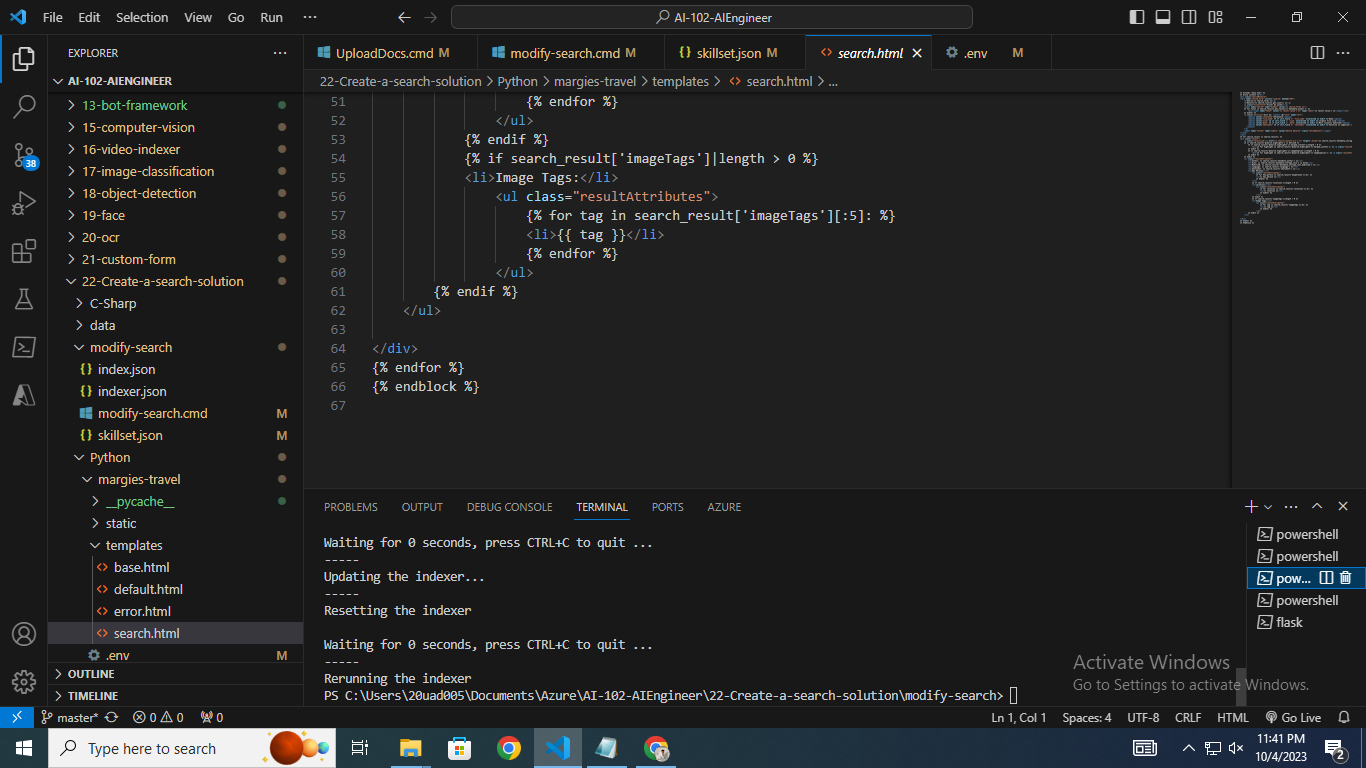 File Edit Selection View Go Run ··· AI-102-AIEngineer
EXPLORER ···
AI-102-AIENGINEER
13-bot-framework
15-computer-vision
16-video-indexer
17-image-classification
18-object-detection
19-face
20-ocr
21-custom-form
22-Create-a-search-solution
C-Sharp
data
modify-search
{} index.json
{} indexer.json
modify-search.cmd M
{} skillset.json M
Python
margies-travel
__pycache__
static
templates
<> base.html
<> default.html
<> error.html
<> search.html
.env M
OUTLINE
TIMELINE
38
UploadDocs.cmd M modify-search.cmd M {} skillset.json M <> search.html .env M
22-Create-a-search-solution > Python > margies-travel > templates > <> search.html > ...
51 {% endfor %}
52 </ul>
53 {% endif %}
54 {% if search_result['imageTags']|length > 0 %}
55 <li>Image Tags:</li>
56 <ul class="resultAttributes">
57 {% for tag in search_result['imageTags'][:5]: %}
58 <li>{{ tag }}</li>
59 {% endfor %}
60 </ul>
61 {% endif %}
62 </ul>
63
64 </div>
65 {% endfor %}
66 {% endblock %}
67
PROBLEMS OUTPUT DEBUG CONSOLE TERMINAL PORTS AZURE
Waiting for 0 seconds, press CTRL+C to quit ...
-----
Updating the indexer...
-----
Resetting the indexer
Waiting for 0 seconds, press CTRL+C to quit ...
-----
Rerunning the indexer
PS C:\Users\20uad005\Documents\Azure\AI-102-AIEngineer\22-Create-a-search-solution\modify-search>
powershell
powershell
pow...
powershell
flask
Activate Windows
Go to Settings to activate Windows.
master* 0 0 0 Ln 1, Col 1 Spaces: 4 UTF-8 CRLF HTML Go Live
Type here to search
11:41 PM
10/4/2023
2